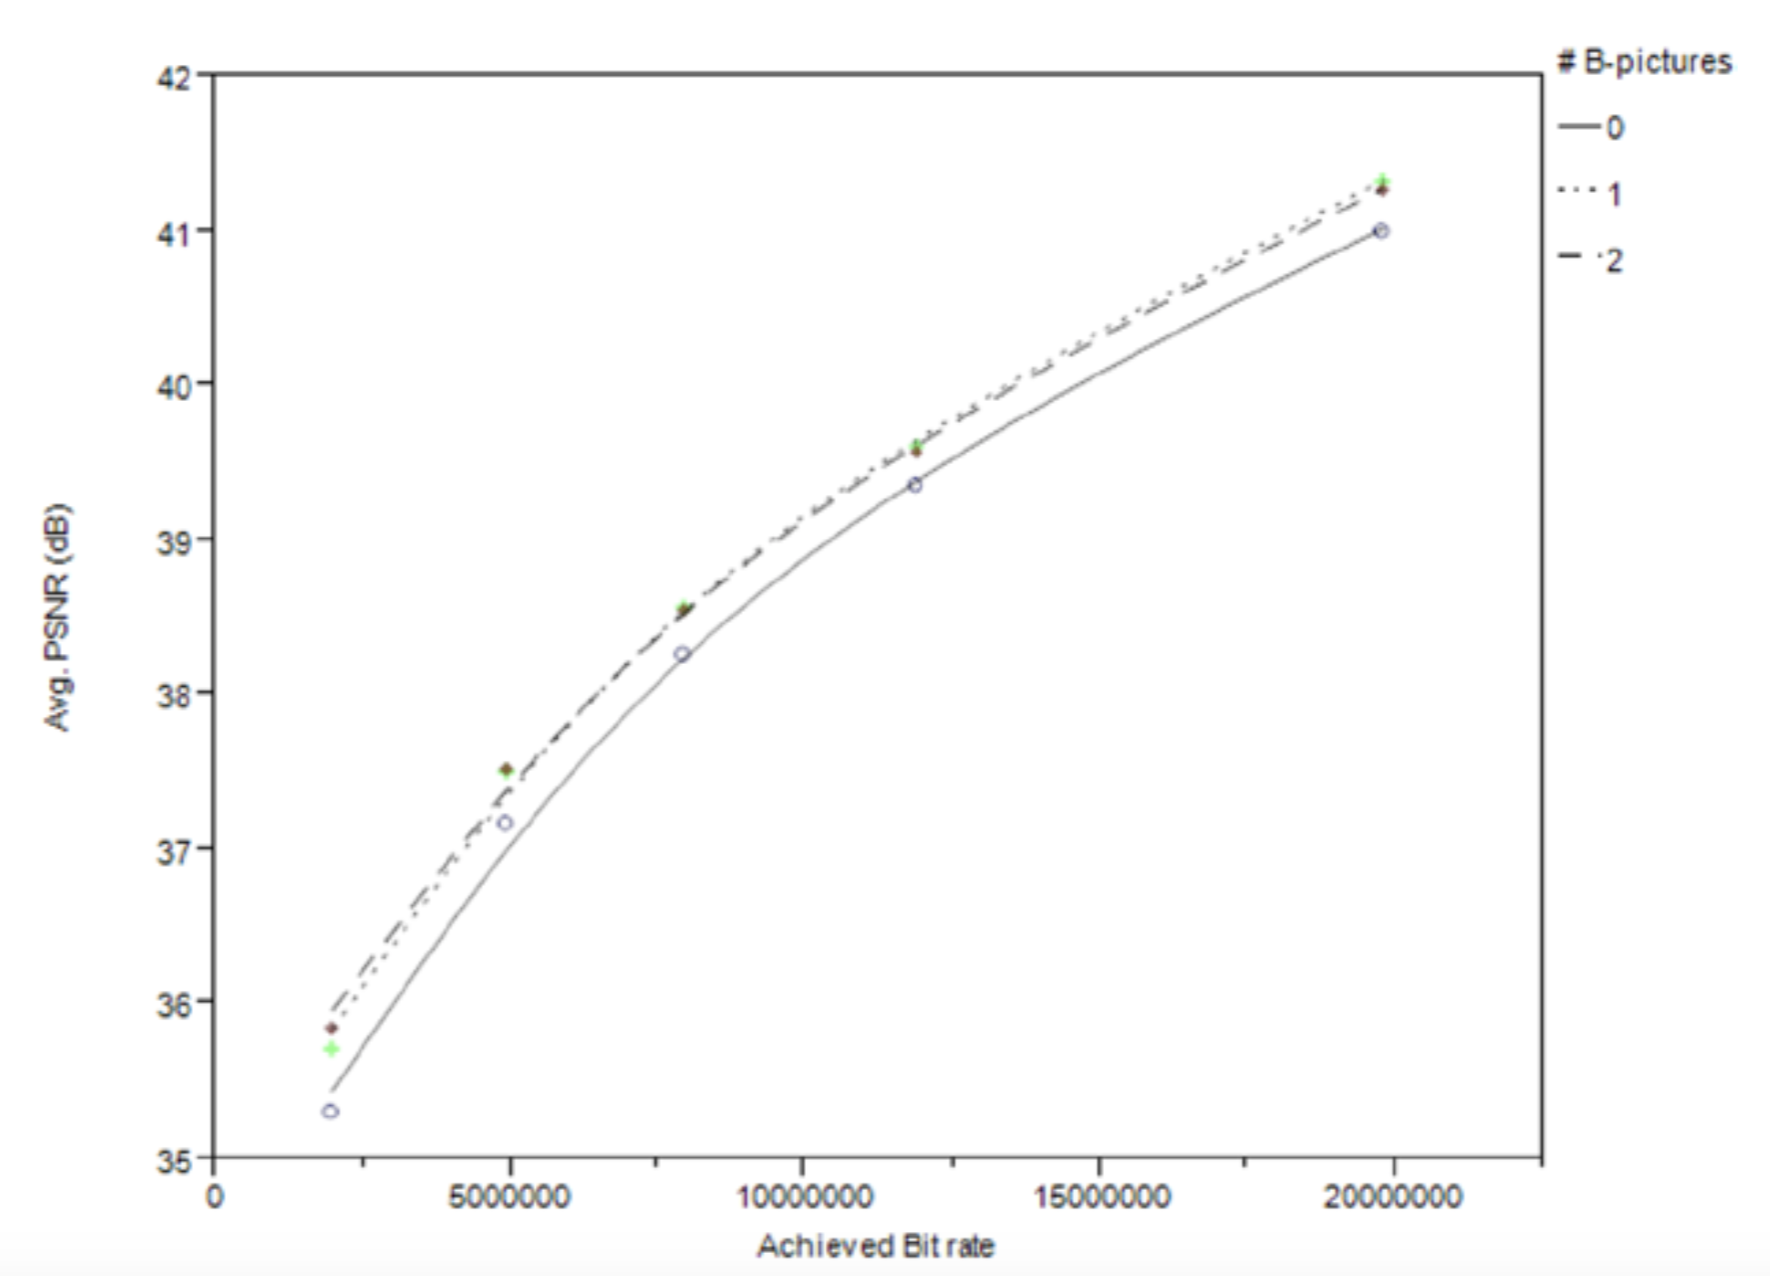 # B-pictures
0
1
2
42
41
40
39
38
37
36
35
Avg. PSNR (dB)
0 5000000 10000000 15000000 20000000
Achieved Bit rate